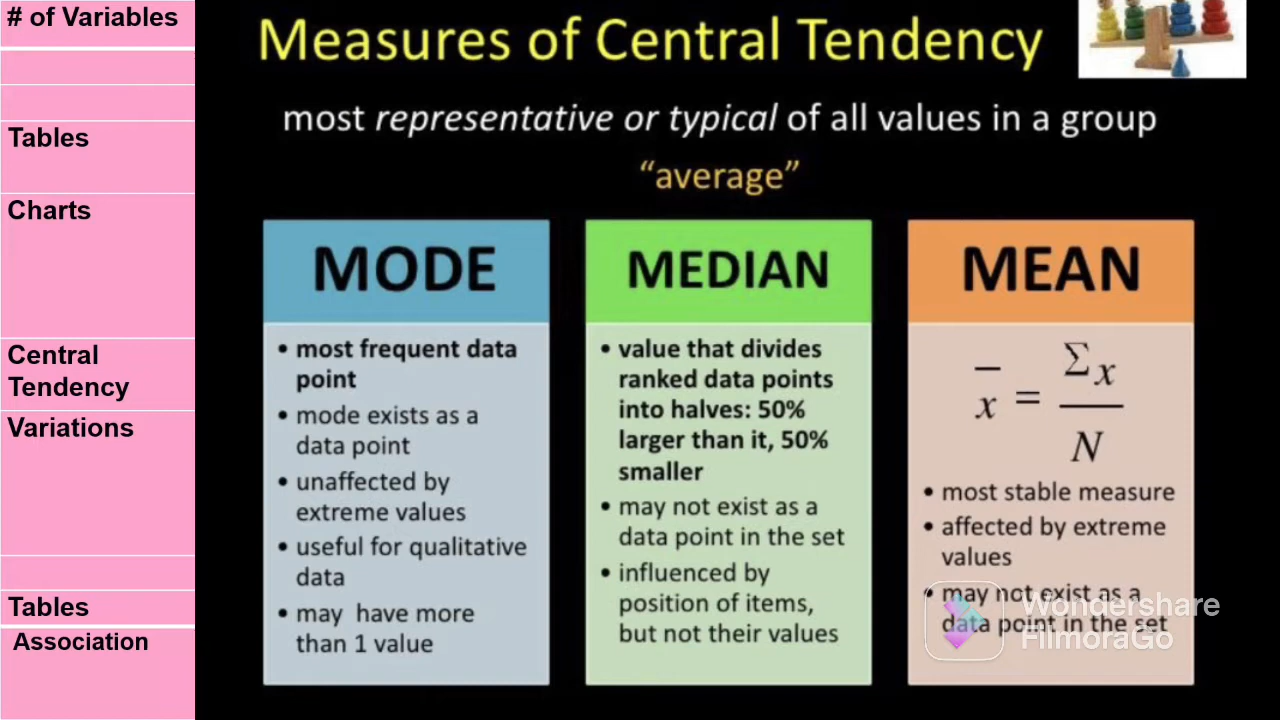 # of Variables
Tables
Charts
Central
Tendency
Variations
Tables
Association
Measures of Central Tendency
most representative or typical of all values in a group
“average”
MODE
• most frequent data
point
• mode exists as a
data point
• unaffected by
extreme values
• useful for qualitative
data
• may have more
than 1 value
MEDIAN
• value that divides
ranked data points
into halves: 50%
larger than it, 50%
smaller
• may not exist as a
data point in the set
• influenced by
position of items,
but not their values
MEAN
x̅ = Σx / N
• most stable measure
• affected by extreme
values
• may not exist as a
data point in the set
Wondershare
FilmoraGo